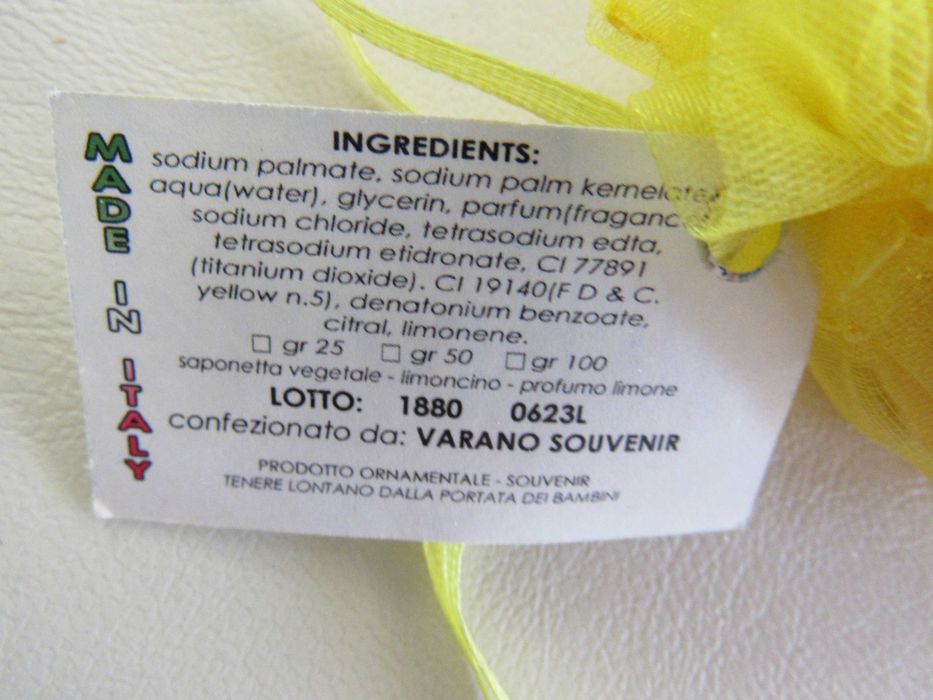 MADE IN ITALY
INGREDIENTS:
sodium palmate, sodium palm kernelate,
aqua(water), glycerin, parfum(fraganc
sodium chloride, tetrasodium edta,
tetrasodium etidronate, CI 77891
(titanium dioxide). CI 19140(F D & C.
yellow n.5), denatonium benzoate,
citral, limonene.
gr 25 gr 50 gr 100
saponetta vegetale - limoncino - profumo limone
LOTTO: 1880 0623L
confezionato da: VARANO SOUVENIR
PRODOTTO ORNAMENTALE - SOUVENIR
TENERE LONTANO DALLA PORTATA DEI BAMBINI